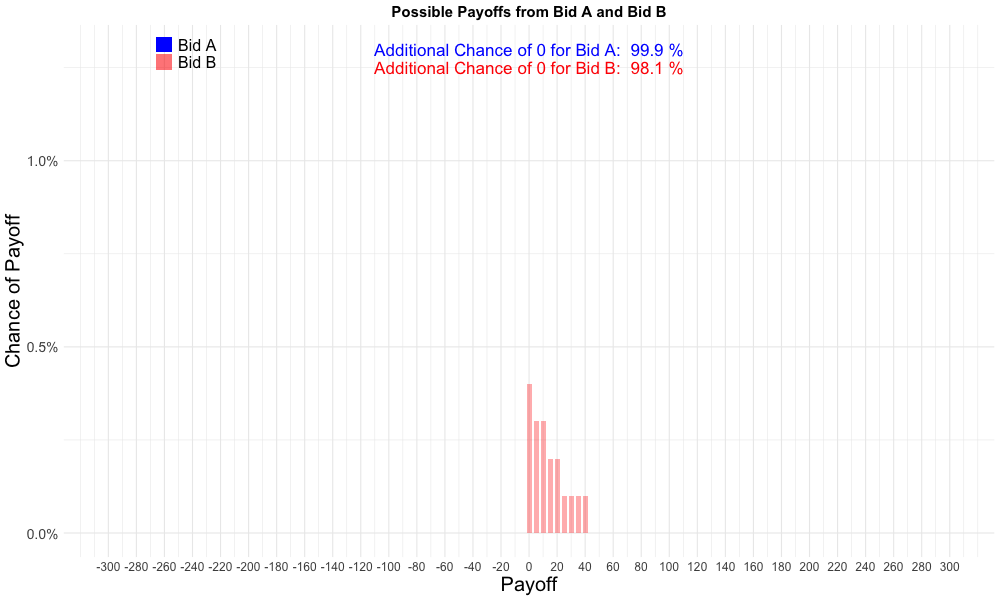 Possible Payoffs from Bid A and Bid B
Bid A
Bid B
Additional Chance of 0 for Bid A: 99.9 %
Additional Chance of 0 for Bid B: 98.1 %
Chance of Payoff
1.0%
0.5%
0.0%
-300 -280 -260 -240 -220 -200 -180 -160 -140 -120 -100 -80 -60 -40 -20 0 20 40 60 80 100 120 140 160 180 200 220 240 260 280 300
Payoff